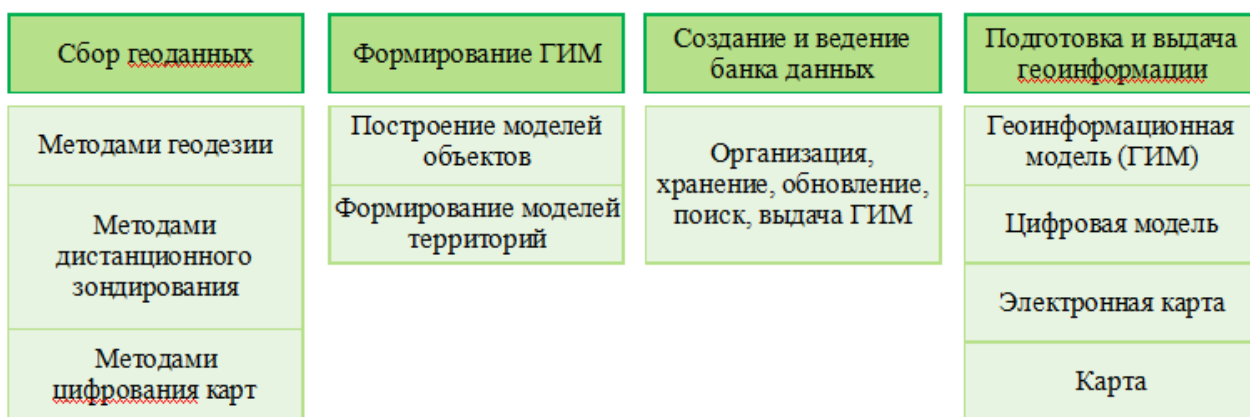 Сбор геоданных
Методами геодезии
Методами
дистанционного
зондирования
Методами
цифрования карт
Формирование ГИМ
Построение моделей
объектов
Формирование моделей
территорий
Создание и ведение
банка данных
Организация,
хранение, обновление,
поиск, выдача ГИМ
Подготовка и выдача
геоинформации
Геоинформационная
модель (ГИМ)
Цифровая модель
Электронная карта
Карта